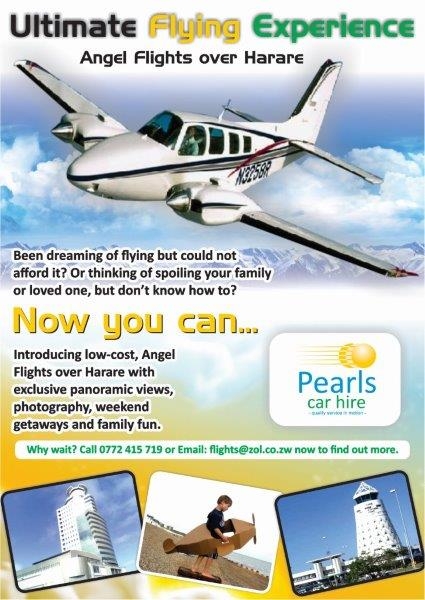 Ultimate Flying Experience
Angel Flights over Harare
N3258R
Been dreaming of flying but could not
afford it? Or thinking of spoiling your family
or loved one, but don't know how to?
Now you can...
Introducing low-cost, Angel
Flights over Harare with
exclusive panoramic views,
photography, weekend
getaways and family fun.
Pearls
car hire
- quality service in motion -
Why wait? Call 0772 415 719 or Email: flights@zol.co.zw now to find out more.